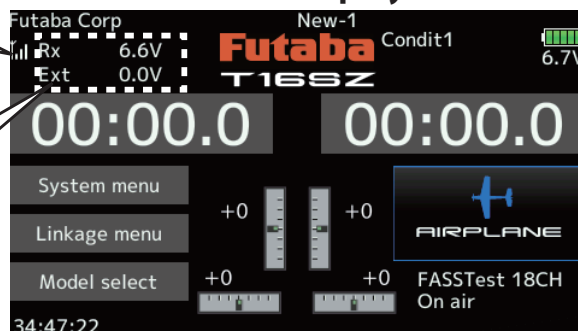 Futaba Corp New-1
Rx 6.6V Futaba Condit1
Ext 0.0V T16SZ 6.7V
00:00.0 00:00.0
System menu
+0 +0
Linkage menu AIRPLANE
Model select +0 +0 FASSTest 18CH
On air
34:47:22